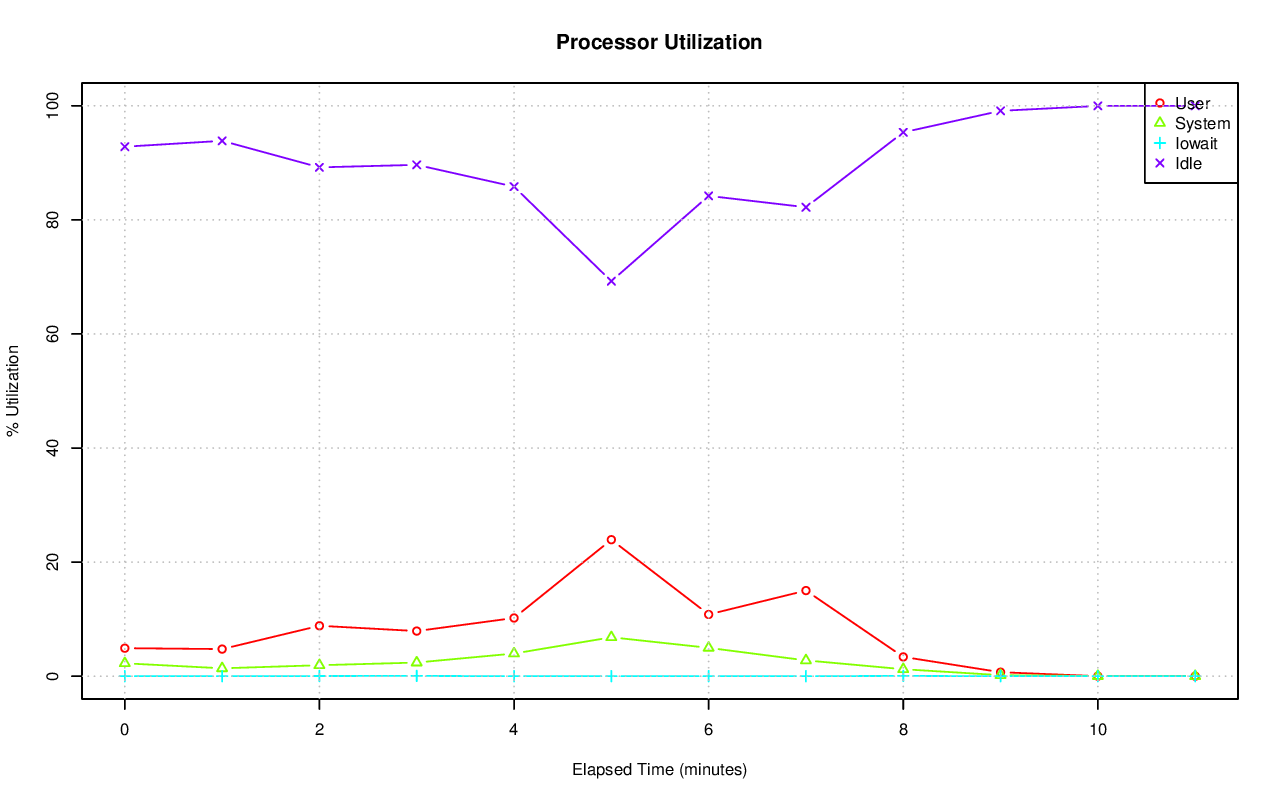 Processor Utilization
% Utilization
100
80
60
40
20
0
User
System
Iowait
Idle
0 2 4 6 8 10
Elapsed Time (minutes)